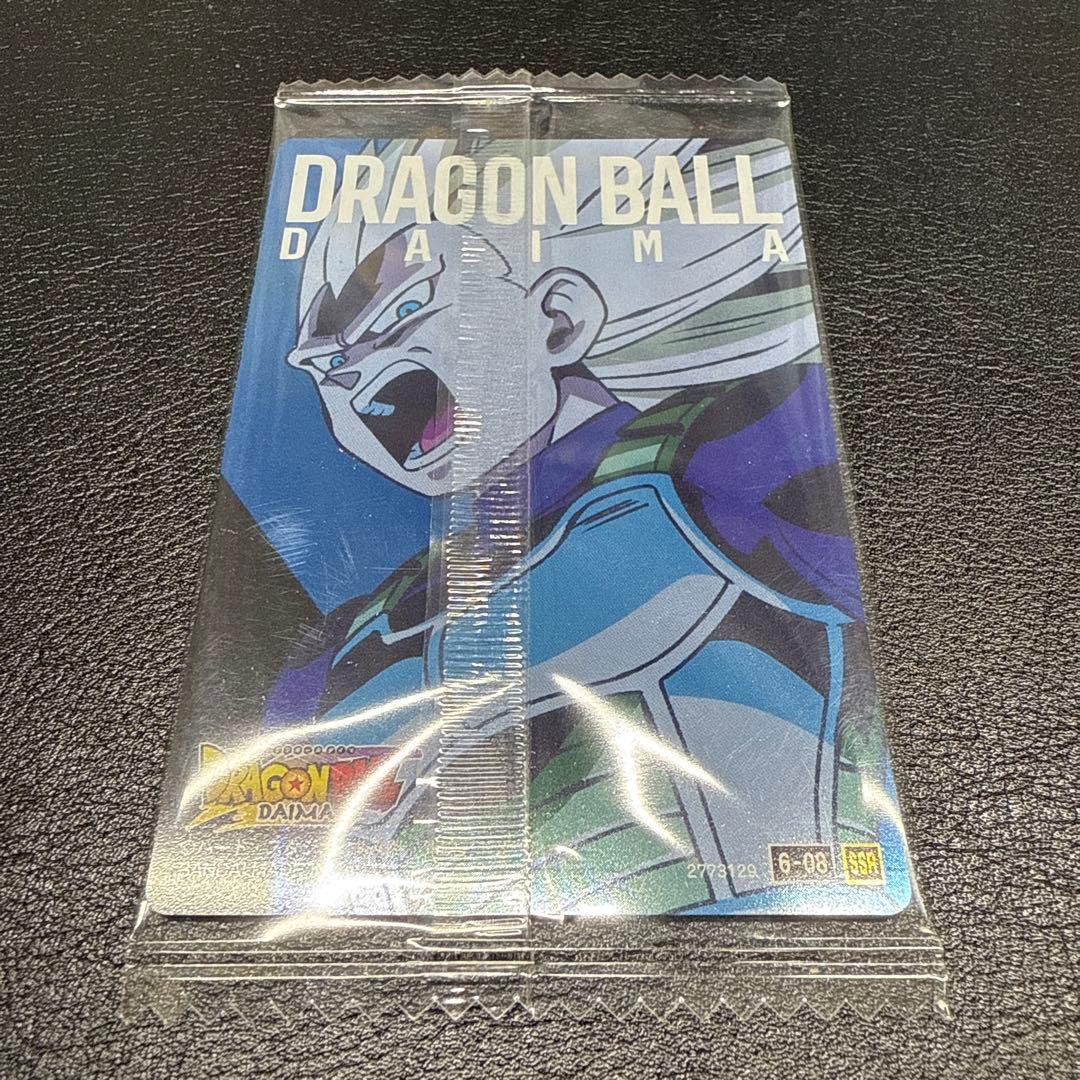 DRAGON BALL
DAIMA
DRAGON BALL
DAIMA
2773129
6-08
SSR